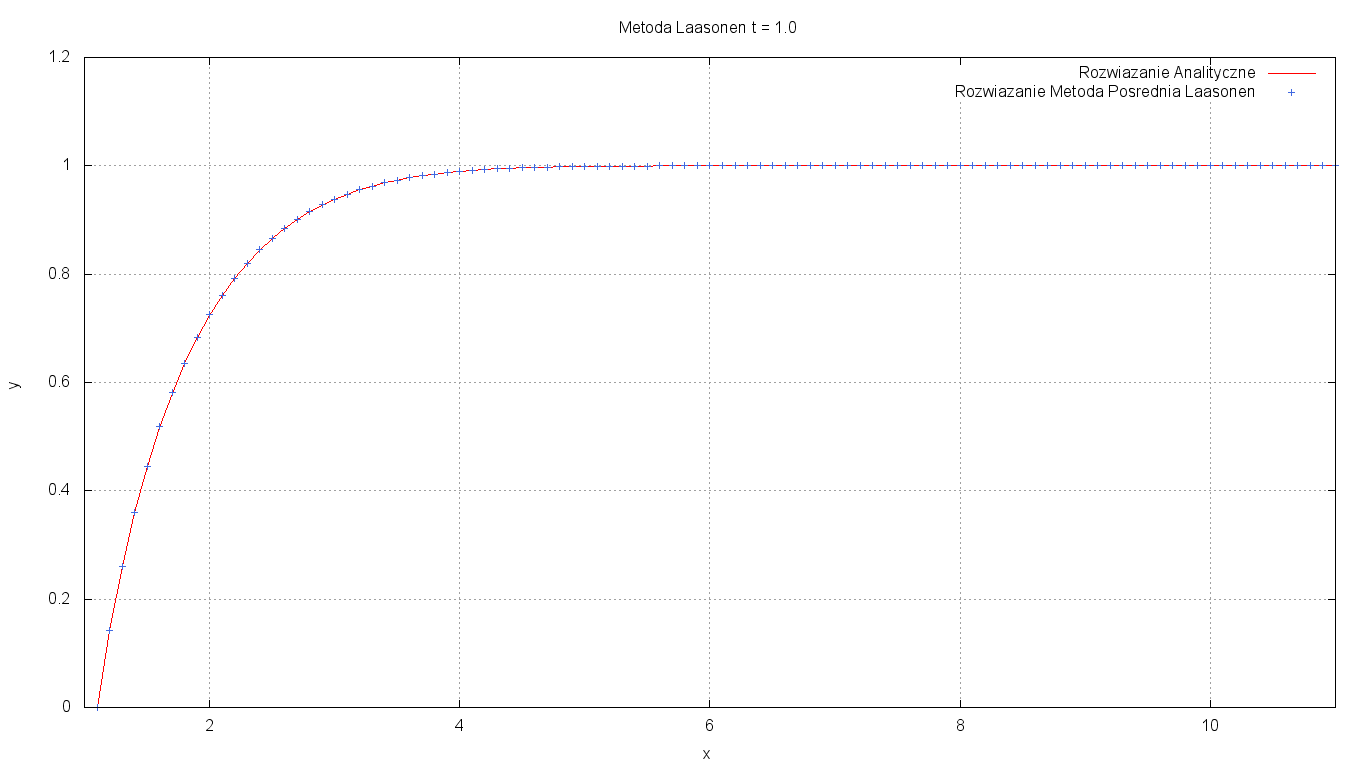 Metoda Laasonen t = 1.0
Rozwiazanie Analityczne
Rozwiazanie Metoda Posrednia Laasonen
1.2
1
0.8
0.6
0.4
0.2
0
y
2 4 6 8 10
x